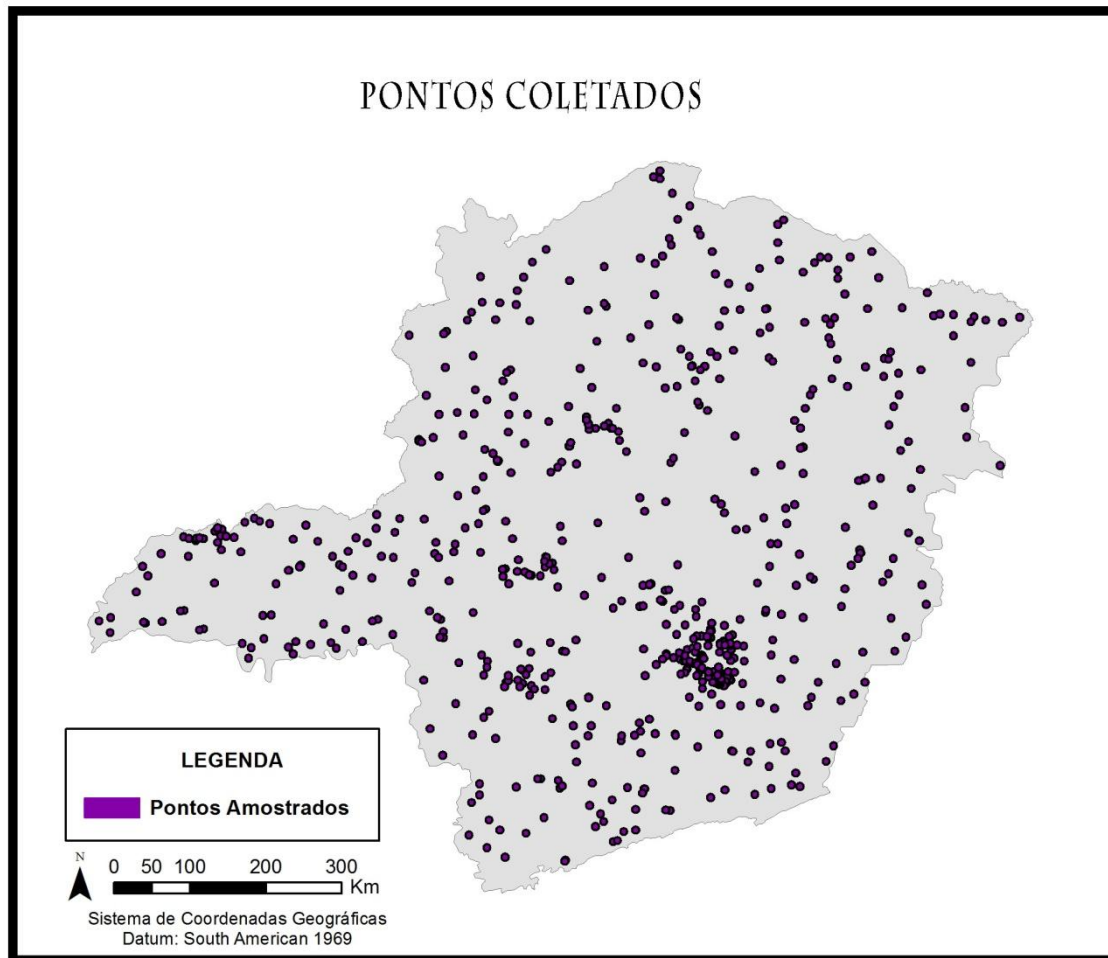 PONTOS COLETADOS
LEGENDA
Pontos Amostrados
N
0 50 100 200 300
Km
Sistema de Coordenadas Geográficas
Datum: South American 1969